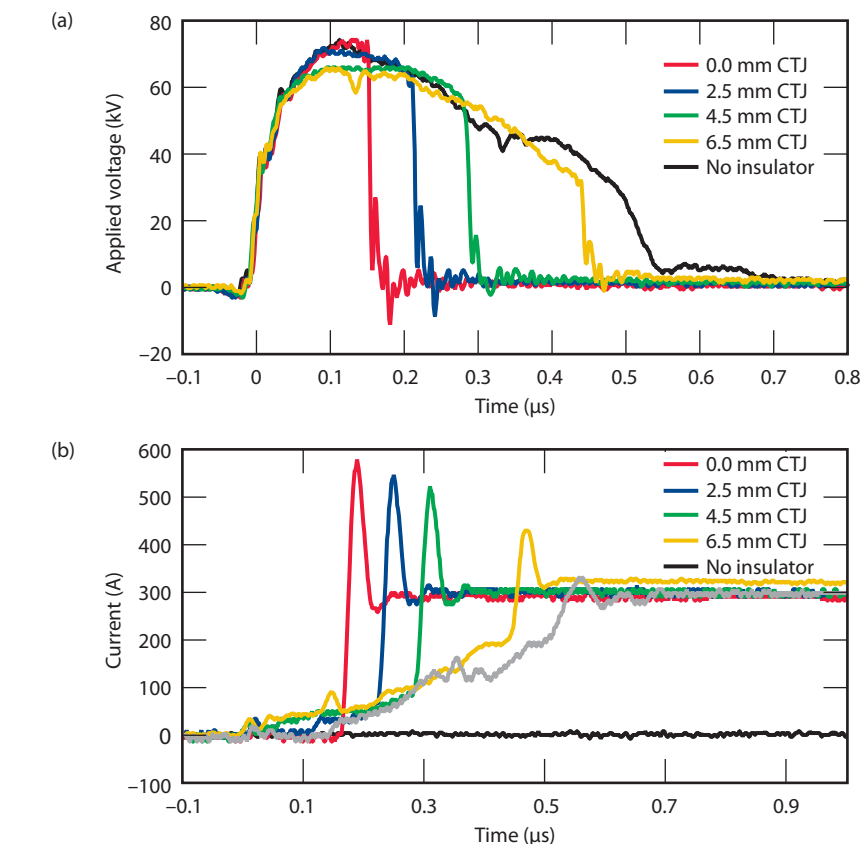 (a)
80
60
40
20
0
–20
Applied voltage (kV)
0.0 mm CTJ
2.5 mm CTJ
4.5 mm CTJ
6.5 mm CTJ
No insulator
–0.1 0 0.1 0.2 0.3 0.4 0.5 0.6 0.7 0.8
Time (μs)
(b)
600
500
400
300
200
100
0
–100
Current (A)
0.0 mm CTJ
2.5 mm CTJ
4.5 mm CTJ
6.5 mm CTJ
No insulator
–0.1 0.1 0.3 0.5 0.7 0.9
Time (μs)